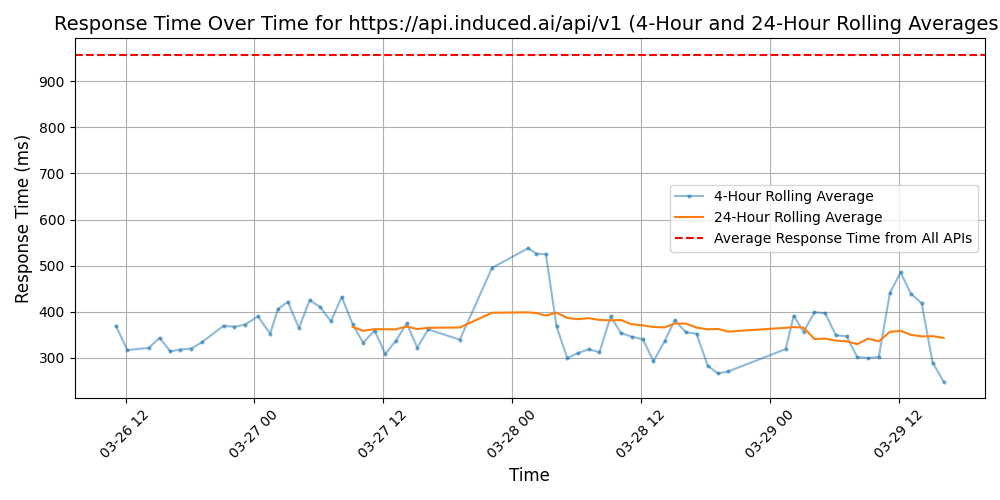 Response Time Over Time for https://api.induced.ai/api/v1 (4-Hour and 24-Hour Rolling Averages
Response Time (ms)
900
800
700
600
500
400
300
4-Hour Rolling Average
24-Hour Rolling Average
Average Response Time from All APIs
03-26 12
03-27 00
03-27 12
03-28 00
03-28 12
03-29 00
03-29 12
Time